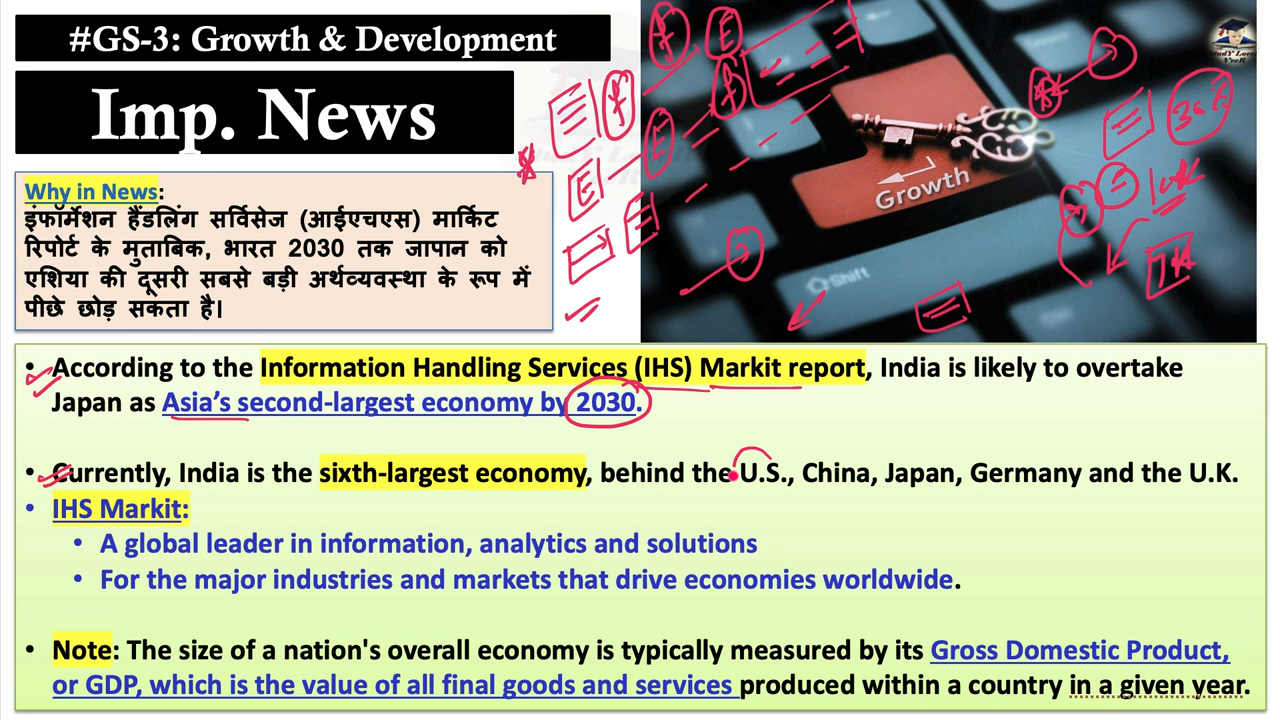 #GS-3: Growth & Development
Imp. News
Why in News:
इंफॉर्मेशन हैंडलिंग सर्विसेज (आईएचएस) मार्किट
रिपोर्ट के मुताबिक, भारत 2030 तक जापान को
एशिया की दूसरी सबसे बड़ी अर्थव्यवस्था के रूप में
पीछे छोड़ सकता है।
Growth
Shift
StudY Lover
VeeR
• According to the Information Handling Services (IHS) Markit report, India is likely to overtake
Japan as Asia's second-largest economy by 2030.
• Currently, India is the sixth-largest economy, behind the U.S., China, Japan, Germany and the U.K.
• IHS Markit:
• A global leader in information, analytics and solutions
• For the major industries and markets that drive economies worldwide.
• Note: The size of a nation's overall economy is typically measured by its Gross Domestic Product,
or GDP, which is the value of all final goods and services produced within a country in a given year.